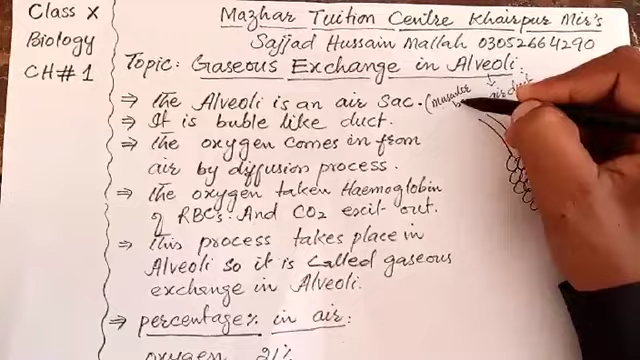 Class X
Biology
CH# 1
Mazhar Tuition Centre Khairpur Mir's
Sajjad Hussain Mallah 03052664290
Topic: Gaseous Exchange in Alveoli.
⇒ The Alveoli is an air sac.
air duct
⇒ It is buble like duct.
⇒ The oxygen comes in from
air by diffusion process.
⇒ The oxygen taken Haemoglobin
of RBCs. And CO2 exit out.
⇒ This process takes place in
Alveoli so it is called gaseous
exchange in Alveoli.
⇒ percentage% in air:
oxygen 21%